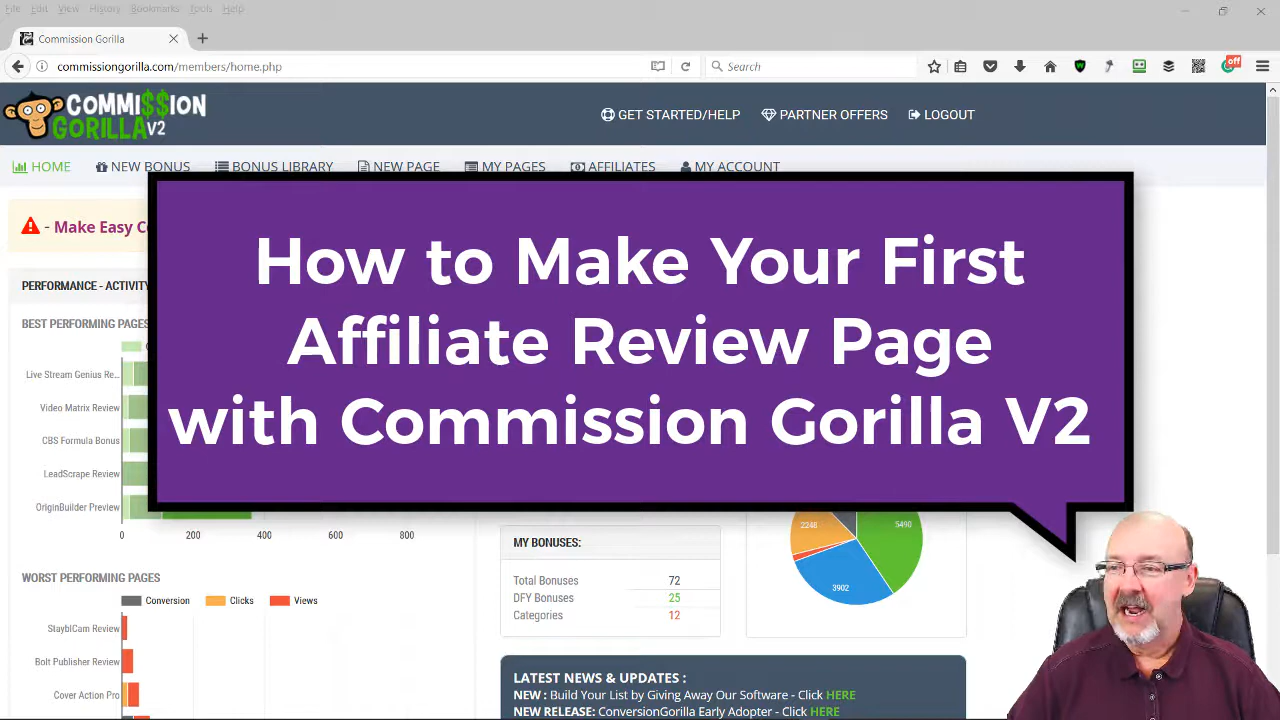 File Edit View History Bookmarks Tools Help
Commission Gorilla
commissiongorilla.com/members/home.php
Search
off
COMMI$$ION
GORILLA V2
GET STARTED/HELP PARTNER OFFERS LOGOUT
HOME NEW BONUS BONUS LIBRARY NEW PAGE MY PAGES AFFILIATES MY ACCOUNT
- Make Easy
How to Make Your First
Affiliate Review Page
with Commission Gorilla V2
PERFORMANCE - ACTIVITY
BEST PERFORMING PAGES
Live Stream Genius Re...
Video Matrix Review
CBS Formula Bonus
LeadScrape Review
OriginBuilder Preview
0 200 400 600 800
WORST PERFORMING PAGES
Conversion Clicks Views
StayblCam Review
Bolt Publisher Review
Cover Action Pro
MY BONUSES:
Total Bonuses 72
DFY Bonuses 25
Categories 12
2248
5490
3902
LATEST NEWS & UPDATES :
NEW : Build Your List by Giving Away Our Software - Click HERE
NEW RELEASE: ConversionGorilla Early Adopter - Click HERE